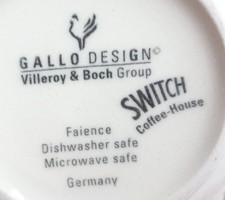 GALLO DESIGN©
Villeroy & Boch Group
SWITCH
Coffee-House
Faience
Dishwasher safe
Microwave safe
Germany